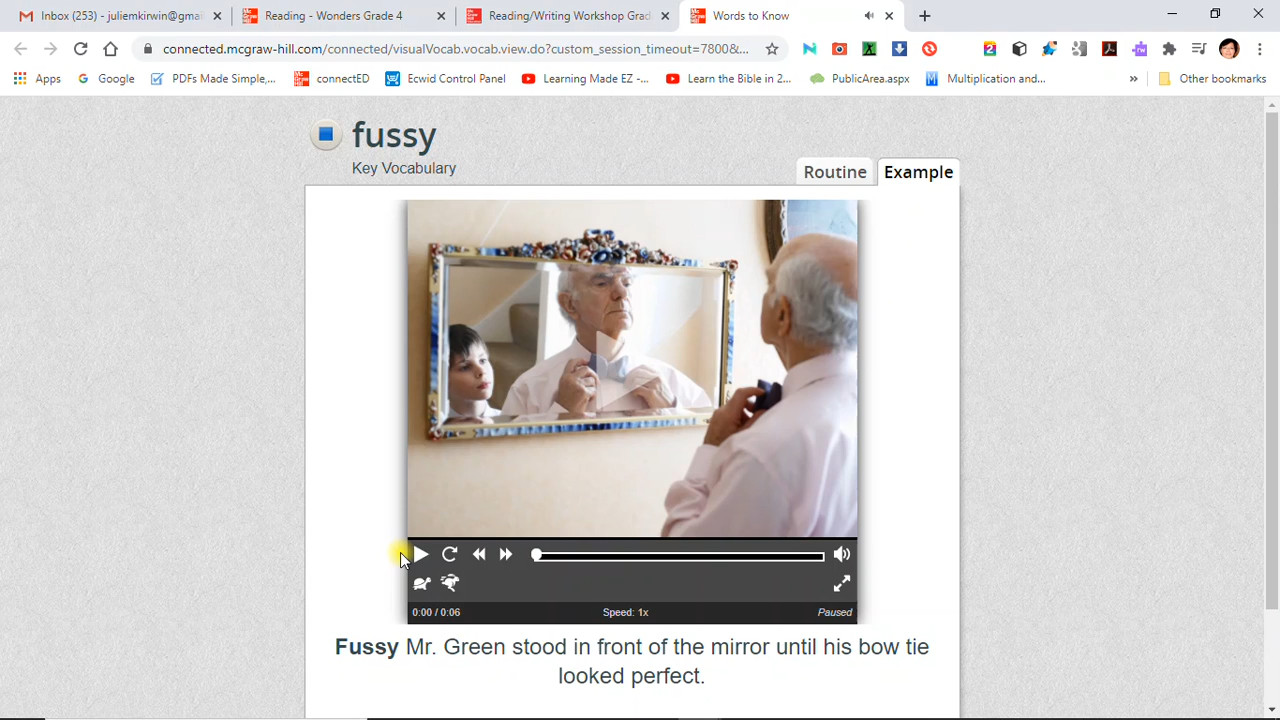 Inbox (253) - juliemkirwin@gma
Reading - Wonders Grade 4
Reading/Writing Workshop Grad
Words to Know
connected.mcgraw-hill.com/connected/visualVocab.vocab.view.do?custom_session_timeout=7800&...
Apps
Google
PDFs Made Simple,...
connectED
Ecwid Control Panel
Learning Made EZ -...
Learn the Bible in 2...
PublicArea.aspx
Multiplication and...
»
Other bookmarks
fussy
Key Vocabulary
Routine
Example
0:00 / 0:06
Speed: 1x
Paused
Fussy Mr. Green stood in front of the mirror until his bow tie
looked perfect.